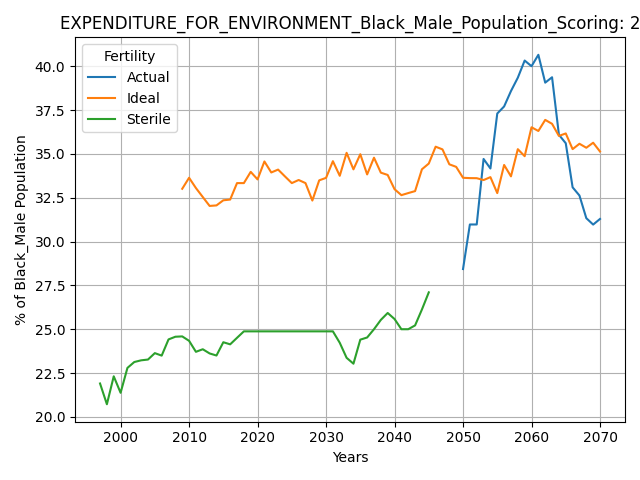 EXPENDITURE_FOR_ENVIRONMENT_Black_Male_Population_Scoring: 2
Fertility
Actual
Ideal
Sterile
% of Black_Male Population
40.0
37.5
35.0
32.5
30.0
27.5
25.0
22.5
20.0
2000 2010 2020 2030 2040 2050 2060 2070
Years